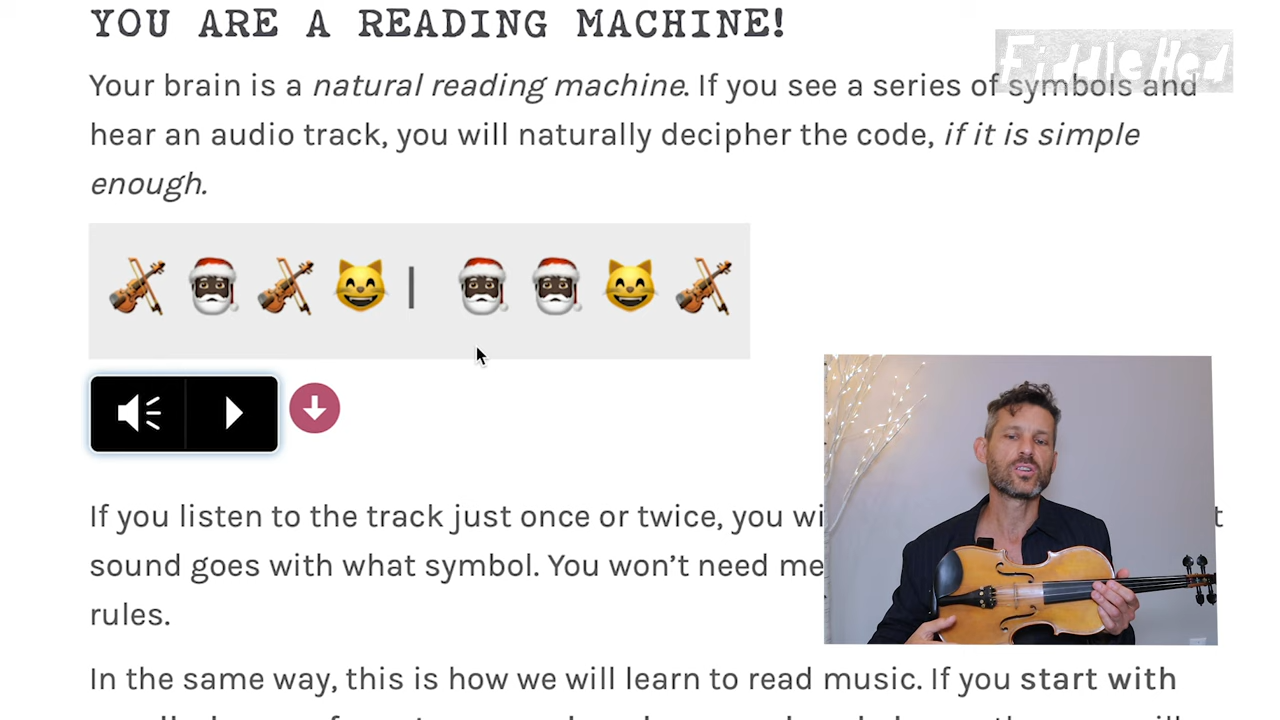 YOU ARE A READING MACHINE!
FiddleHed
Your brain is a natural reading machine. If you see a series of symbols and
hear an audio track, you will naturally decipher the code, if it is simple
enough.
If you listen to the track just once or twice, you wi t
sound goes with what symbol. You won’t need me
rules.
In the same way, this is how we will learn to read music. If you start with